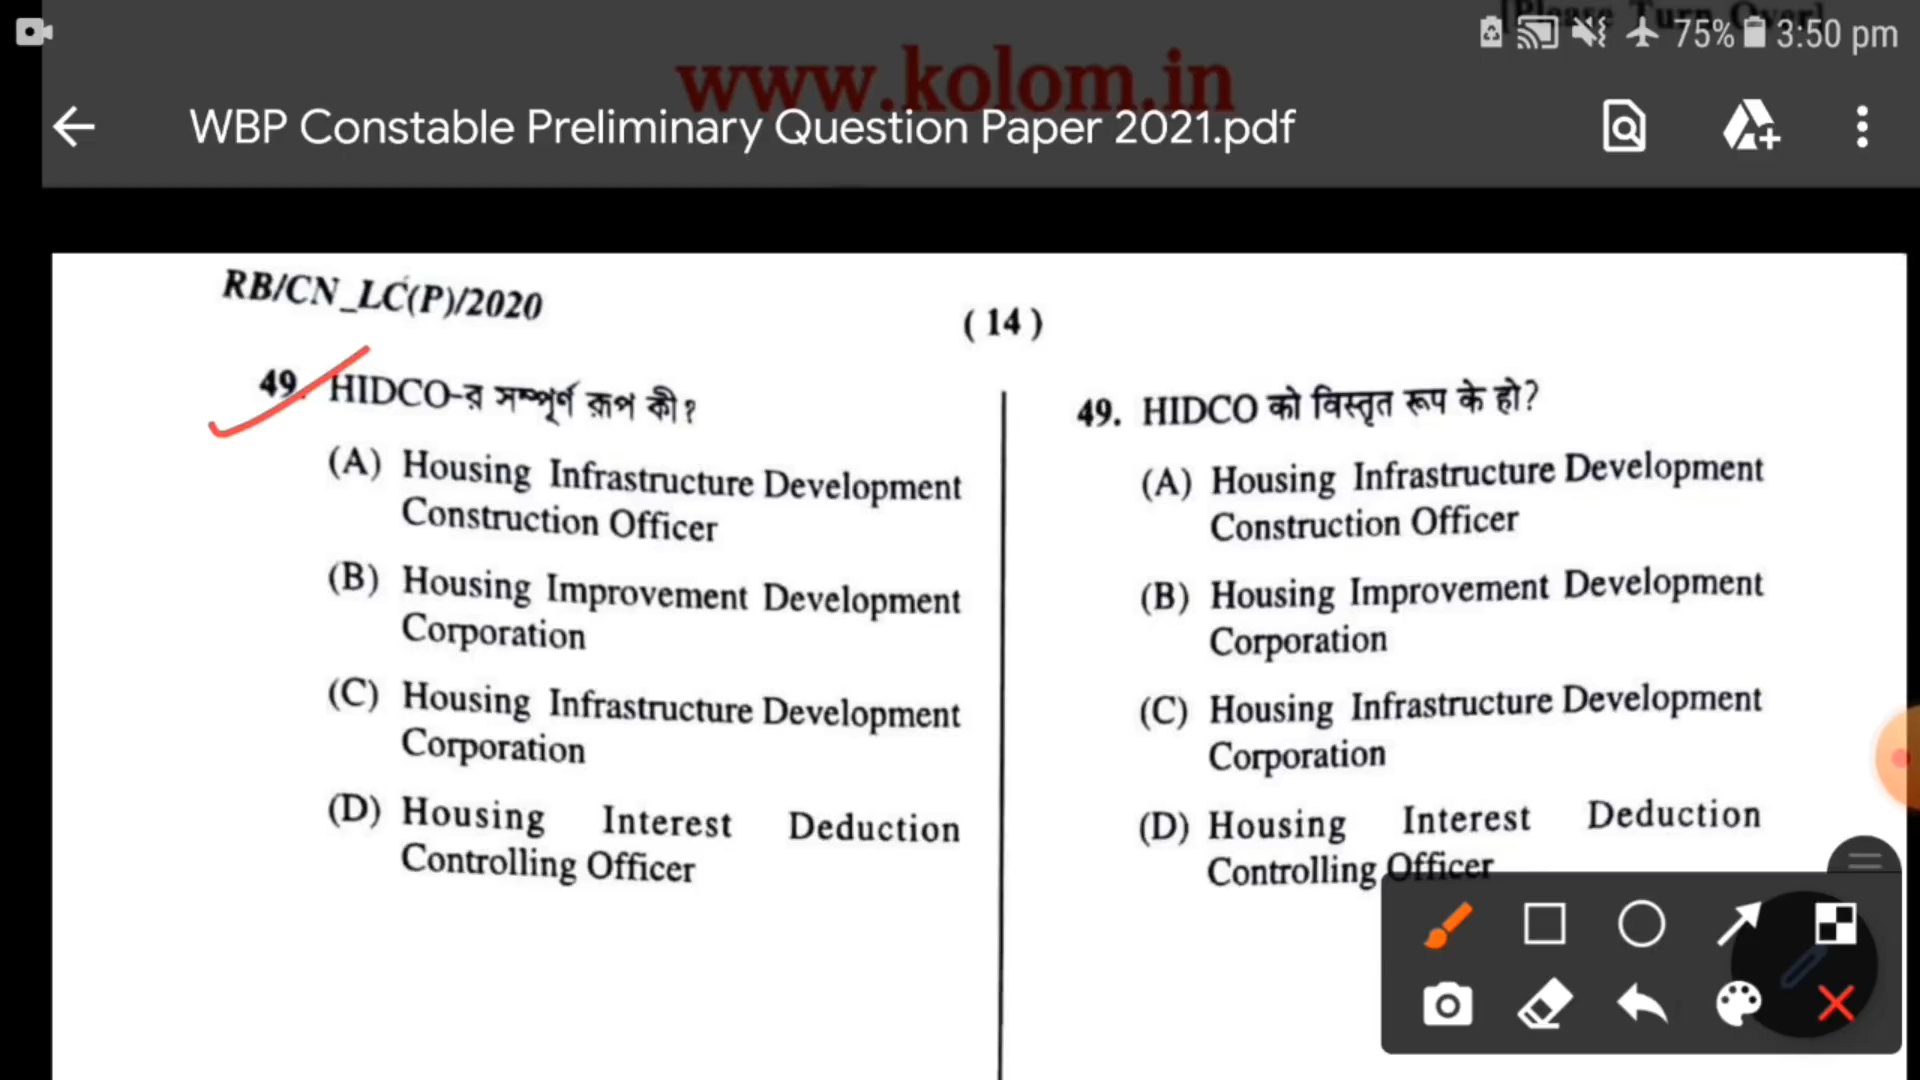 [Please Turn Over]
75% 3:50 pm
www.kolom.in
WBP Constable Preliminary Question Paper 2021.pdf
RB/CN_LC(P)/2020
( 14 )
49. HIDCO-র সম্পূর্ণ রূপ কী?
(A) Housing Infrastructure Development
Construction Officer
(B) Housing Improvement Development
Corporation
(C) Housing Infrastructure Development
Corporation
(D) Housing Interest Deduction
Controlling Officer
49. HIDCO को विस्तृत रूप के हो?
(A) Housing Infrastructure Development
Construction Officer
(B) Housing Improvement Development
Corporation
(C) Housing Infrastructure Development
Corporation
(D) Housing Interest Deduction
Controlling Officer